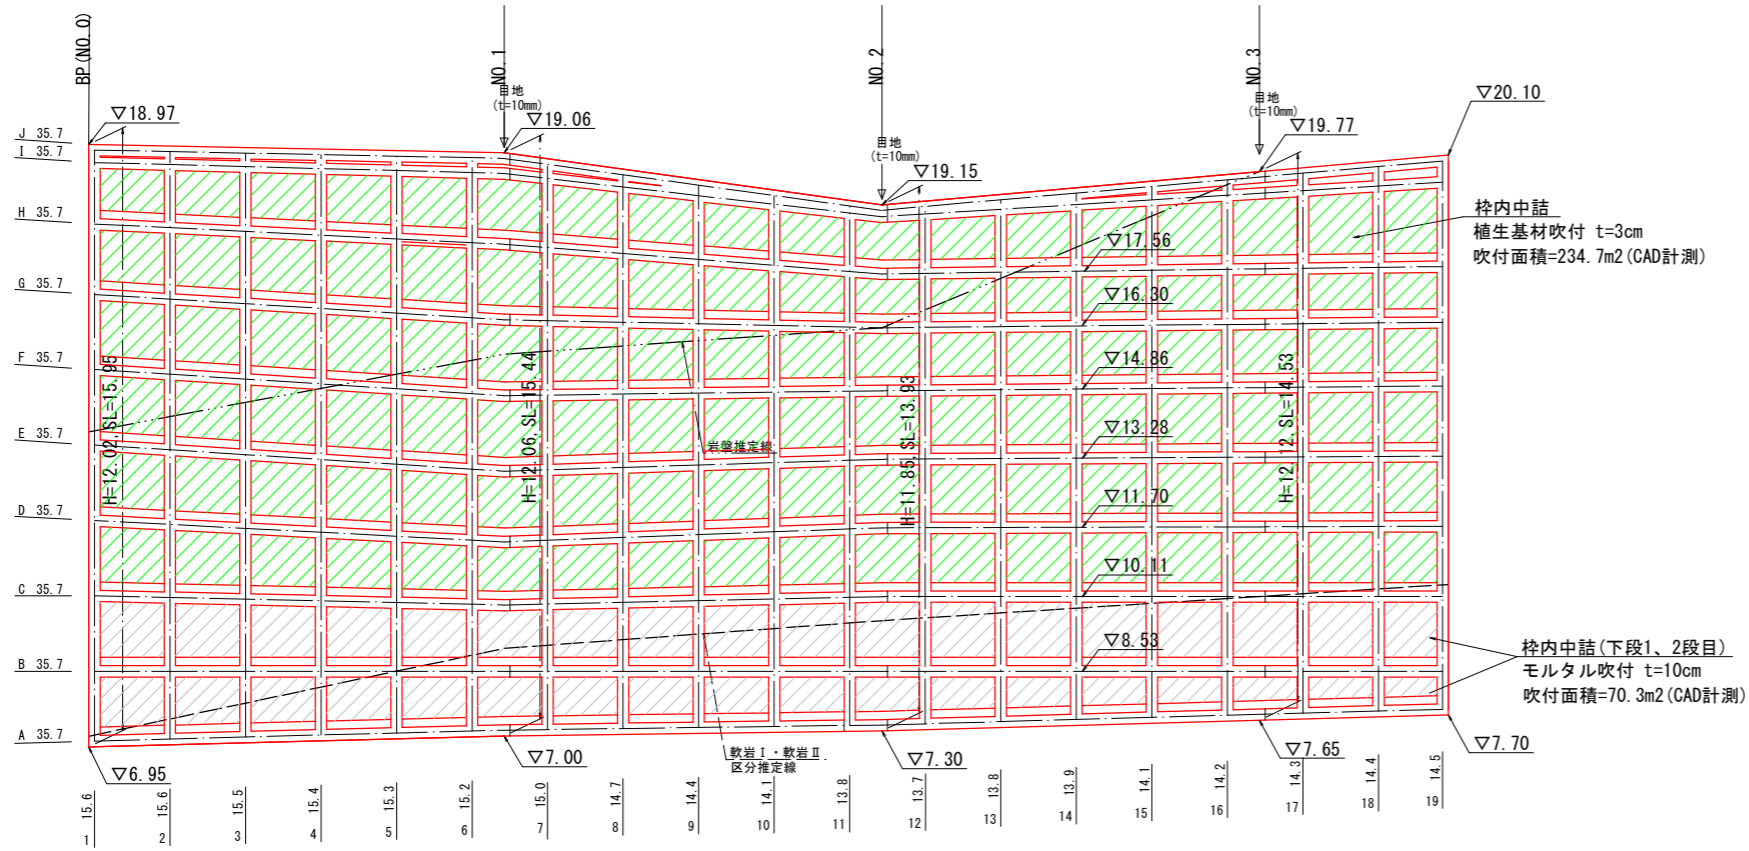 BP(NO.0)
NO.1
NO.2
NO.3
目地
(t=10mm)
目地
(t=10mm)
目地
(t=10mm)
▽18.97
▽19.06
▽19.15
▽19.77
▽20.10
J 35.7
I 35.7
H 35.7
G 35.7
F 35.7
E 35.7
D 35.7
C 35.7
B 35.7
A 35.7
▽17.56
▽16.30
▽14.86
▽13.28
▽11.70
▽10.11
▽8.53
H=12.02,SL=15.95
H=12.06,SL=15.44
H=11.85,SL=13.93
H=12.12,SL=14.53
岩盤推定線
枠内中詰
植生基材吹付 t=3cm
吹付面積=234.7m2(CAD計測)
枠内中詰(下段1、2段目)
モルタル吹付 t=10cm
吹付面積=70.3m2(CAD計測)
軟岩Ⅰ・軟岩Ⅱ
区分推定線
▽6.95
▽7.00
▽7.30
▽7.65
▽7.70
15.6
15.6
15.5
15.4
15.3
15.2
15.0
14.7
14.4
14.1
13.8
13.7
13.8
13.9
14.1
14.2
14.3
14.4
14.5
1
2
3
4
5
6
7
8
9
10
11
12
13
14
15
16
17
18
19